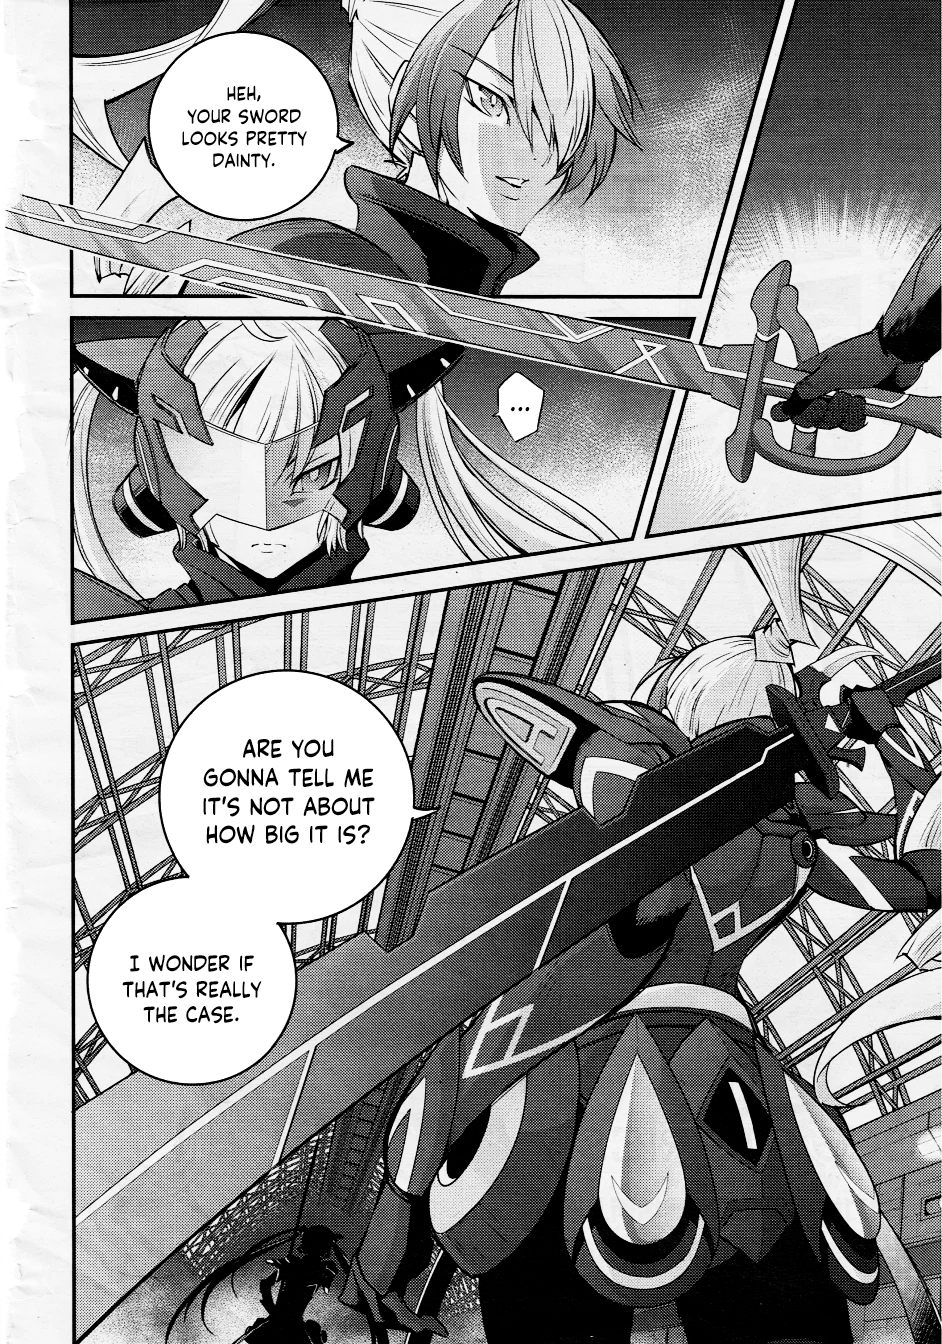 HEH,
YOUR SWORD
LOOKS PRETTY
DAINTY.
...
ARE YOU
GONNA TELL ME
IT'S NOT ABOUT
HOW BIG IT IS?
I WONDER IF
THAT'S REALLY
THE CASE.